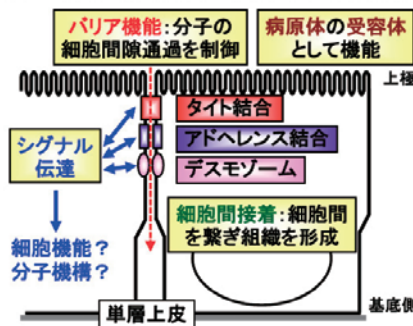 バリア機能：分子の
細胞間隙通過を制御
病原体の受容体
として機能
上極
タイト結合
アドヘレンス結合
デスモゾーム
シグナル
伝達
細胞間接着：細胞間
を繋ぎ組織を形成
細胞機能？
分子機構？
単層上皮
基底側